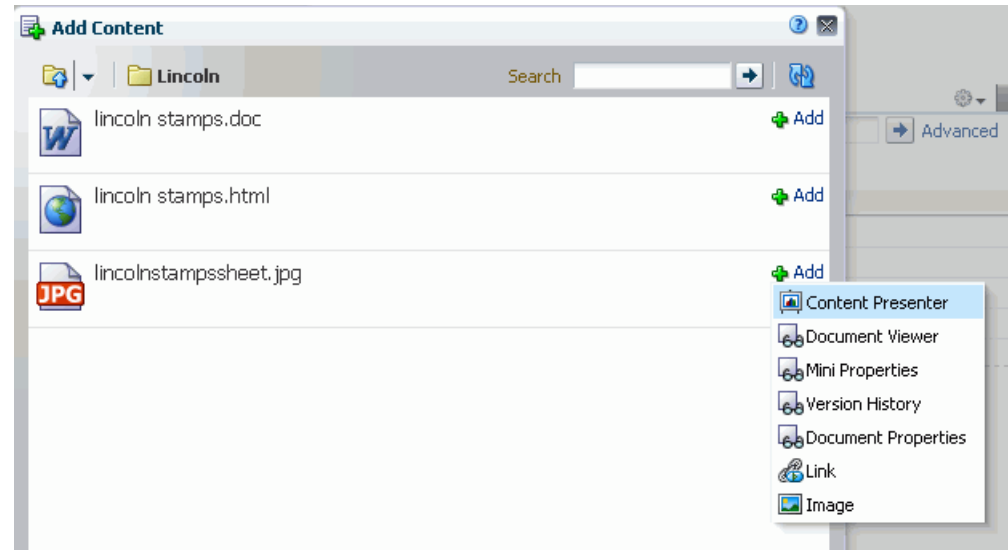 Add Content
Lincoln Search
Advanced
lincoln stamps.doc Add
lincoln stamps.html Add
lincolnstampssheet.jpg Add
JPG
Content Presenter
Document Viewer
Mini Properties
Version History
Document Properties
Link
Image